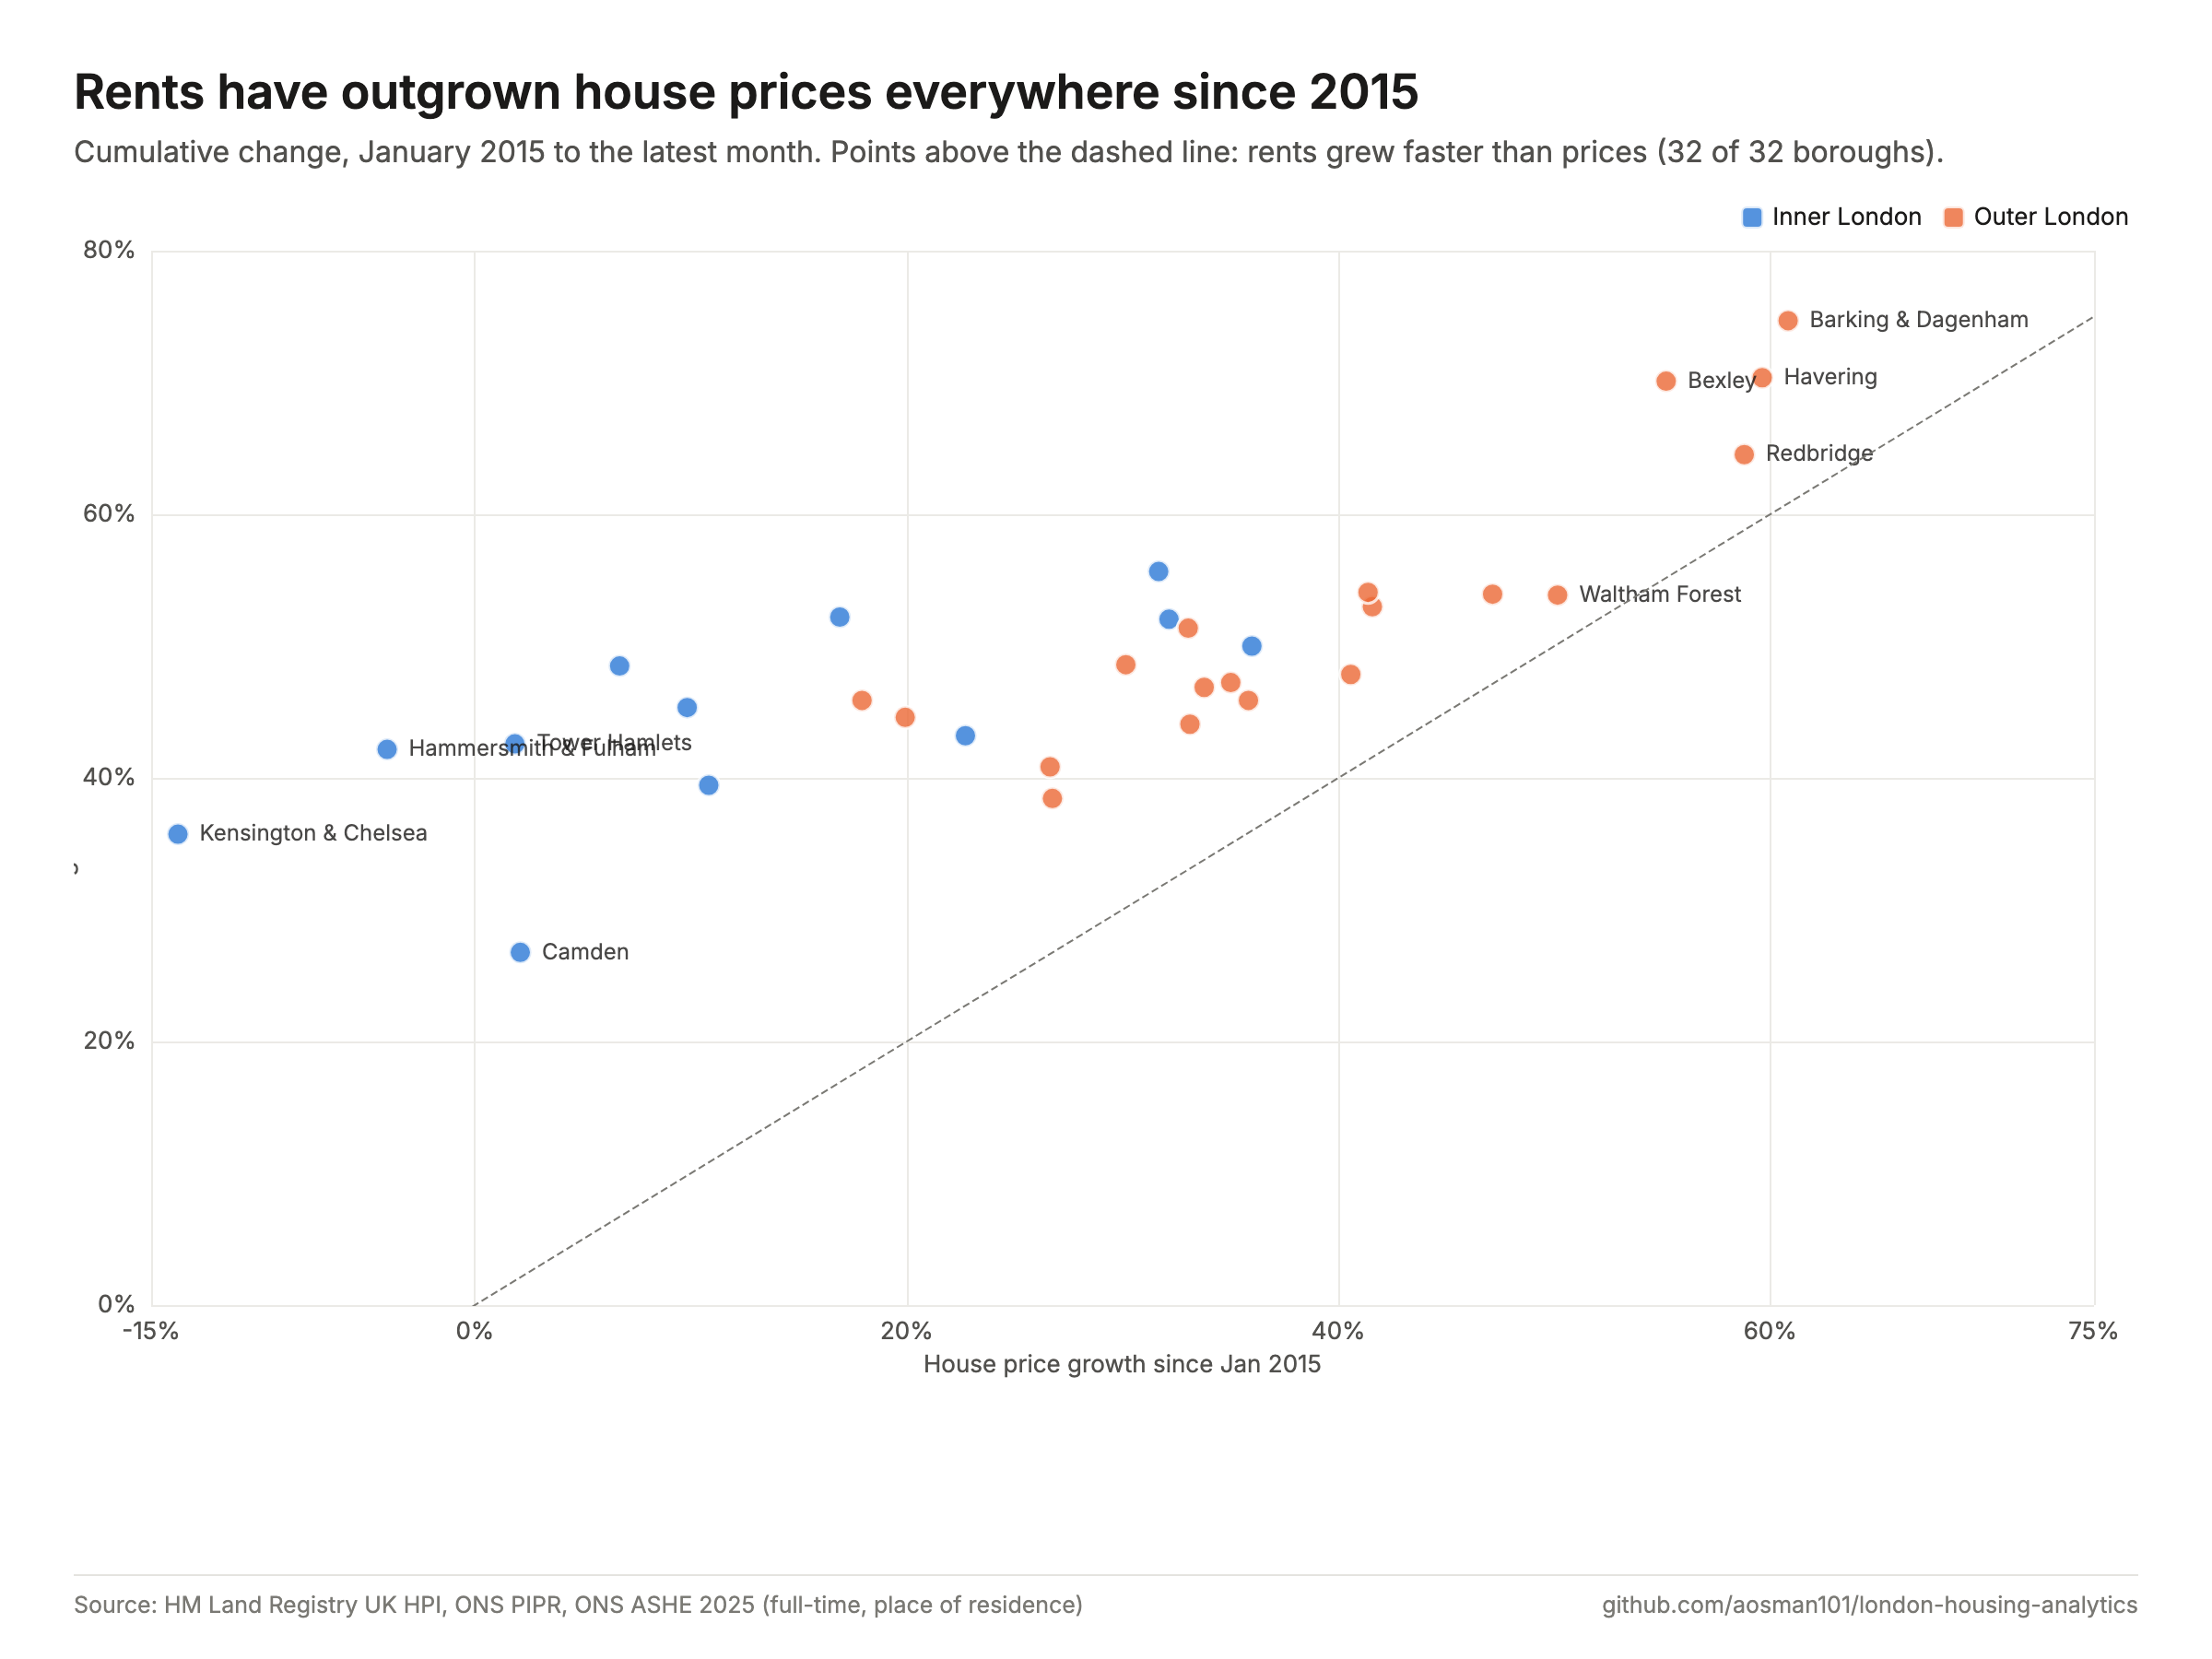 Rents have outgrown house prices everywhere since 2015
Cumulative change, January 2015 to the latest month. Points above the dashed line: rents grew faster than prices (32 of 32 boroughs).
Inner London
Outer London
80%
Barking & Dagenham
Bexley
Havering
Redbridge
60%
Waltham Forest
Tower Hamlets
Hammersmith & Fulham
40%
Kensington & Chelsea
Camden
20%
0%
-15%
0%
20%
40%
60%
75%
House price growth since Jan 2015
Source: HM Land Registry UK HPI, ONS PIPR, ONS ASHE 2025 (full-time, place of residence)
github.com/aosman101/london-housing-analytics